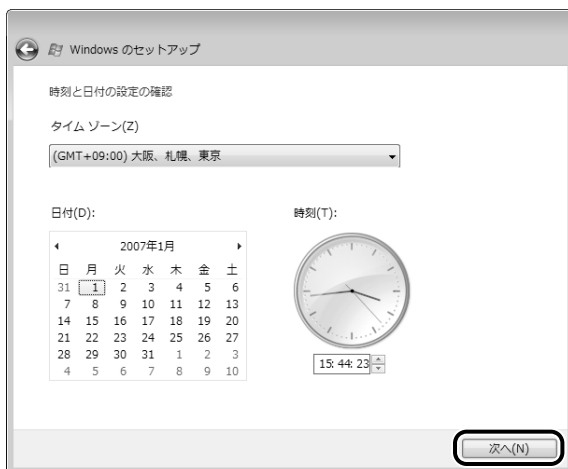 Windows のセットアップ
時刻と日付の設定の確認
タイム ゾーン(Z)
(GMT+09:00) 大阪、札幌、東京
日付(D):
時刻(T):
2007年1月
日 月 火 水 木 金 土
31 1 2 3 4 5 6
7 8 9 10 11 12 13
14 15 16 17 18 19 20
21 22 23 24 25 26 27
28 29 30 31 1 2 3
4 5 6 7 8 9 10
15: 44: 23
次へ(N)